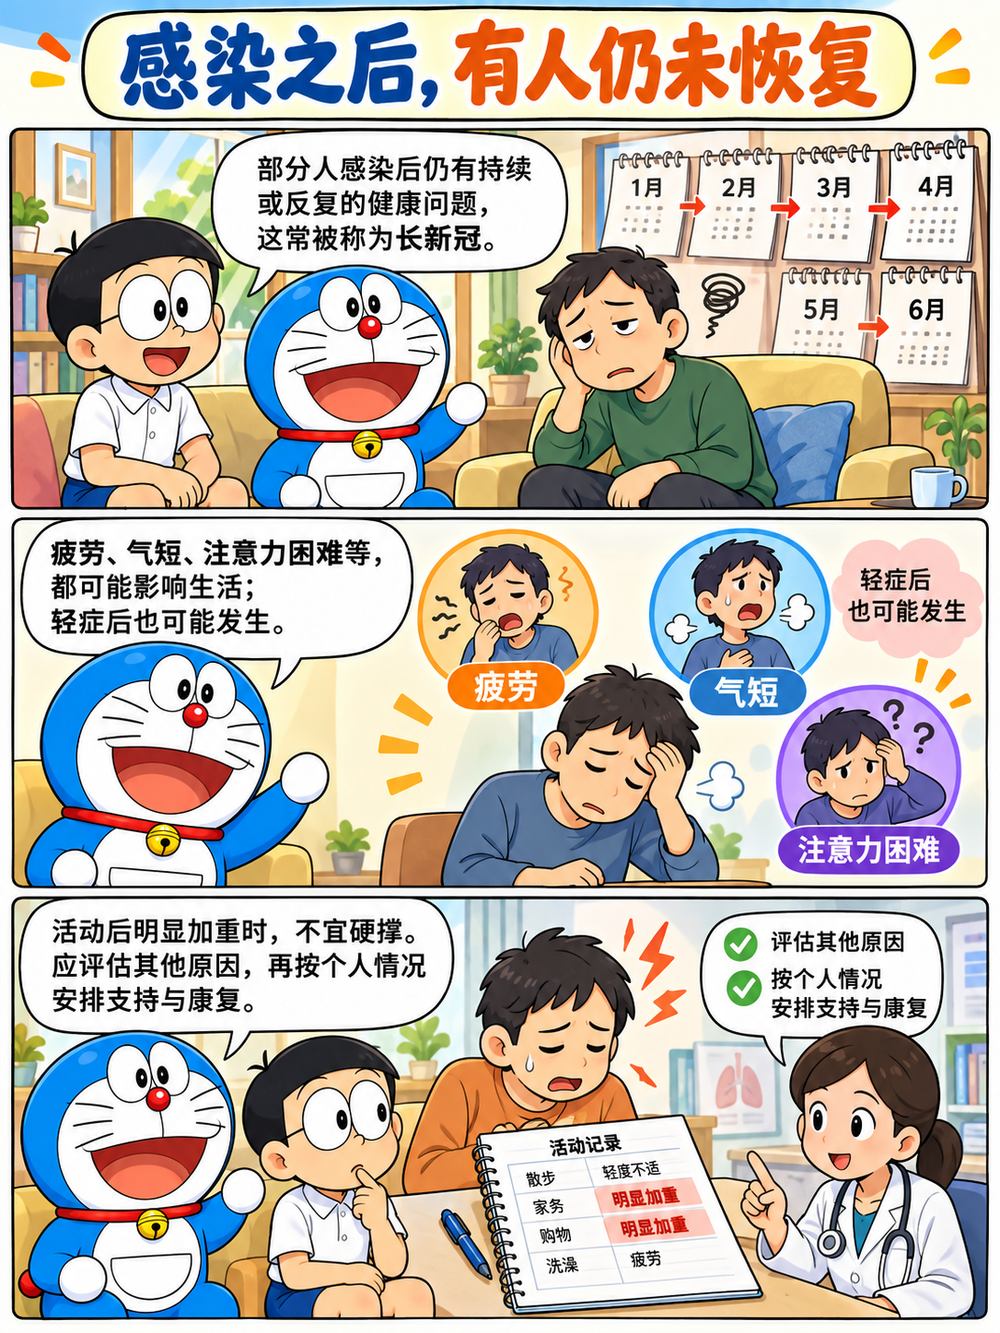 感染之后，有人仍未恢复
部分人感染后仍有持续
或反复的健康问题，
这常被称为长新冠。
1月
2月
3月
4月
5月
6月
疲劳、气短、注意力困难等，
都可能影响生活；
轻症后也可能发生。
疲劳
气短
轻症后
也可能发生
??
注意力困难
活动后明显加重时，不宜硬撑。
应评估其他原因，再按个人情况
安排支持与康复。
评估其他原因
按个人情况
安排支持与康复
活动记录
散步 轻度不适
家务 明显加重
购物 明显加重
洗澡 疲劳